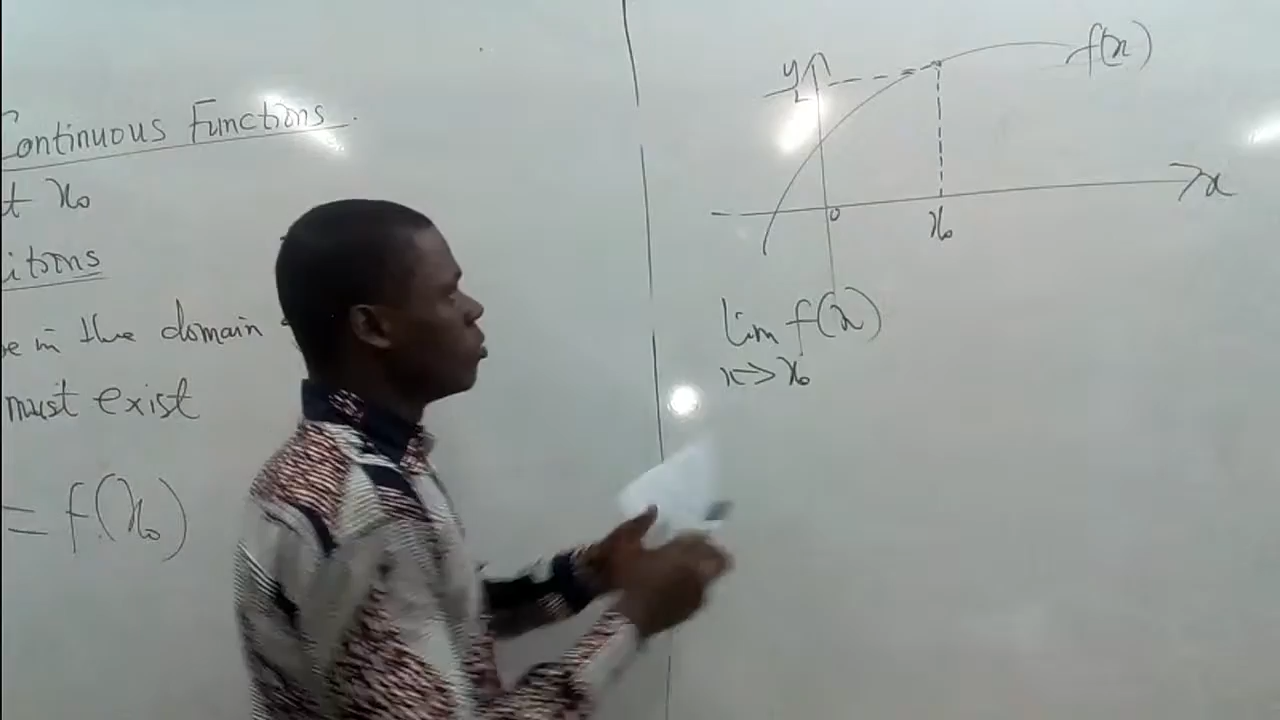 Continuous Functions.
t x₀
itions
e in the domain
must exist
= f(x₀)
y
L
f(x)
0
x
x₀
lim f(x)
x→x₀